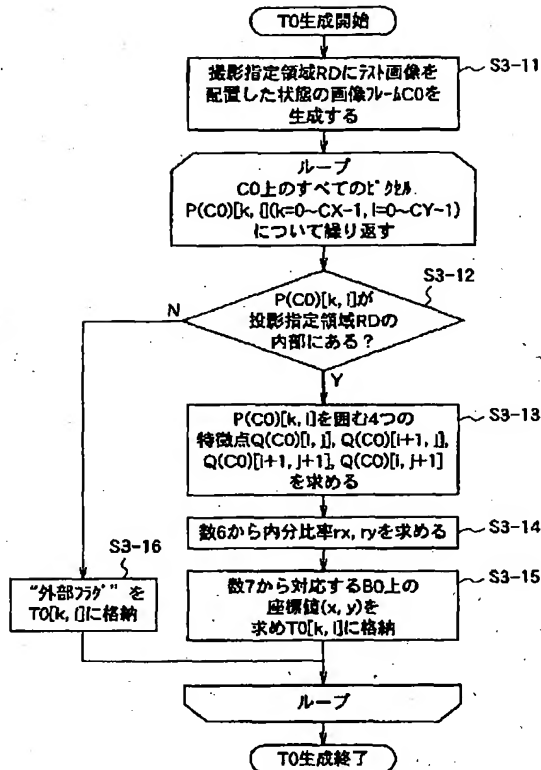 T0生成開始
S3-11
撮影指定領域RDにテスト画像を
配置した状態の画像フレームC0を
生成する
ループ
C0上のすべてのピクセル
P(C0)[k, l](k=0~CX-1, l=0~CY-1)
について繰り返す
S3-12
P(C0)[k, l]が
投影指定領域RDの
内部にある?
N
Y
S3-13
P(C0)[k, l]を囲む4つの
特徴点Q(C0)[i, j], Q(C0)[i+1, j],
Q(C0)[i+1, j+1], Q(C0)[i, j+1]
を求める
数6から内分比率rx, ryを求める
S3-14
S3-16
"外部フラグ"を
T0[k, l]に格納
S3-15
数7から対応するB0上の
座標値(x, y)を
求めT0[k, l]に格納
ループ
T0生成終了